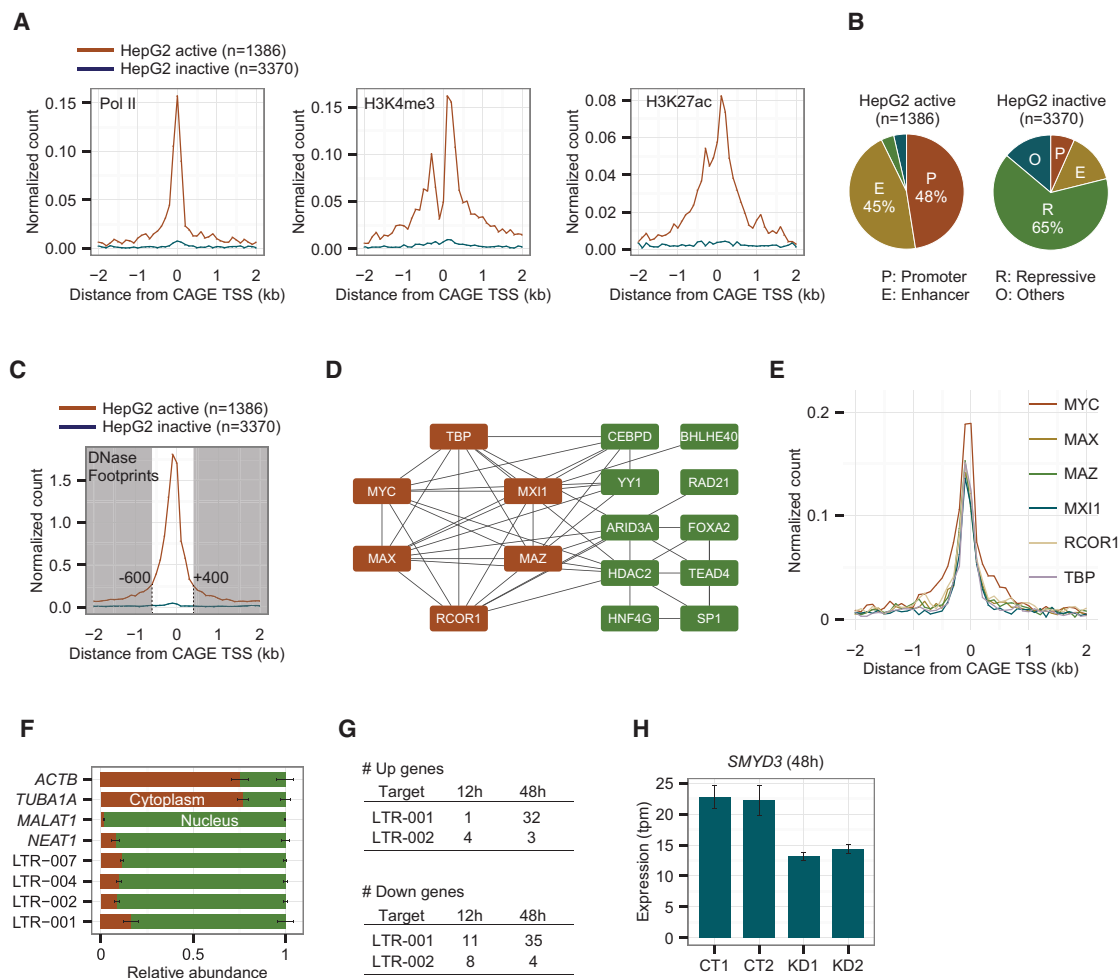 A
HepG2 active (n=1386)
HepG2 inactive (n=3370)
Pol II
Normalized count
0.15
0.10
0.05
0.00
−2 −1 0 1 2
Distance from CAGE TSS (kb)
H3K4me3
Normalized count
0.15
0.10
0.05
0.00
−2 −1 0 1 2
Distance from CAGE TSS (kb)
H3K27ac
Normalized count
0.08
0.06
0.04
0.02
0.00
−2 −1 0 1 2
Distance from CAGE TSS (kb)
B
HepG2 active
(n=1386)
P
48%
E
45%
HepG2 inactive
(n=3370)
P
E
R
65%
O
P: Promoter
E: Enhancer
R: Repressive
O: Others
C
HepG2 active (n=1386)
HepG2 inactive (n=3370)
DNase
Footprints
-600
+400
Normalized count
1.5
1.0
0.5
0.0
−2 −1 0 1 2
Distance from CAGE TSS (kb)
D
TBP
MYC
MXI1
MAX
MAZ
RCOR1
CEBPD
BHLHE40
YY1
RAD21
ARID3A
FOXA2
HDAC2
TEAD4
HNF4G
SP1
E
Normalized count
0.2
0.1
0
−2 −1 0 1 2
Distance from CAGE TSS (kb)
MYC
MAX
MAZ
MXI1
RCOR1
TBP
F
ACTB
TUBA1A
MALAT1
NEAT1
LTR−007
LTR−004
LTR−002
LTR−001
Cytoplasm
Nucleus
0 0.5 1
Relative abundance
G
# Up genes
Target 12h 48h
LTR-001 1 32
LTR-002 4 3
# Down genes
Target 12h 48h
LTR-001 11 35
LTR-002 8 4
H
SMYD3 (48h)
Expression (tpm)
25
20
15
10
5
0
CT1 CT2 KD1 KD2